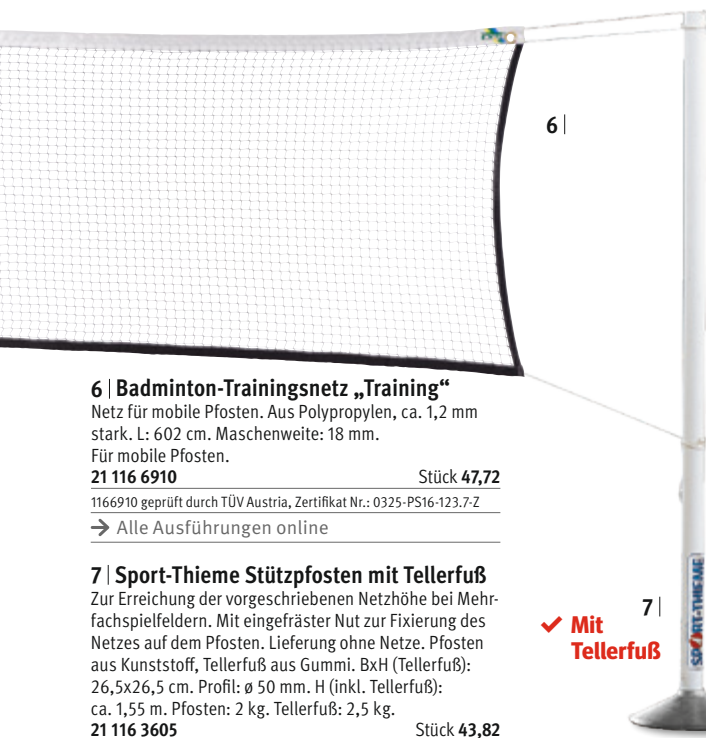 6 |
6 | Badminton-Trainingsnetz „Training“
Netz für mobile Pfosten. Aus Polypropylen, ca. 1,2 mm
stark. L: 602 cm. Maschenweite: 18 mm.
Für mobile Pfosten.
21 116 6910 Stück 47,72
1166910 geprüft durch TÜV Austria, Zertifikat Nr.: 0325-PS16-123.7-Z
→ Alle Ausführungen online
7 | Sport-Thieme Stützpfosten mit Tellerfuß
Zur Erreichung der vorgeschriebenen Netzhöhe bei Mehr-
fachspielfeldern. Mit eingefräster Nut zur Fixierung des
Netzes auf dem Pfosten. Lieferung ohne Netze. Pfosten
aus Kunststoff, Tellerfuß aus Gummi. BxH (Tellerfuß):
26,5x26,5 cm. Profil: ø 50 mm. H (inkl. Tellerfuß):
ca. 1,55 m. Pfosten: 2 kg. Tellerfuß: 2,5 kg.
21 116 3605 Stück 43,82
7 |
✔ Mit
Tellerfuß
SPORT-THIEME